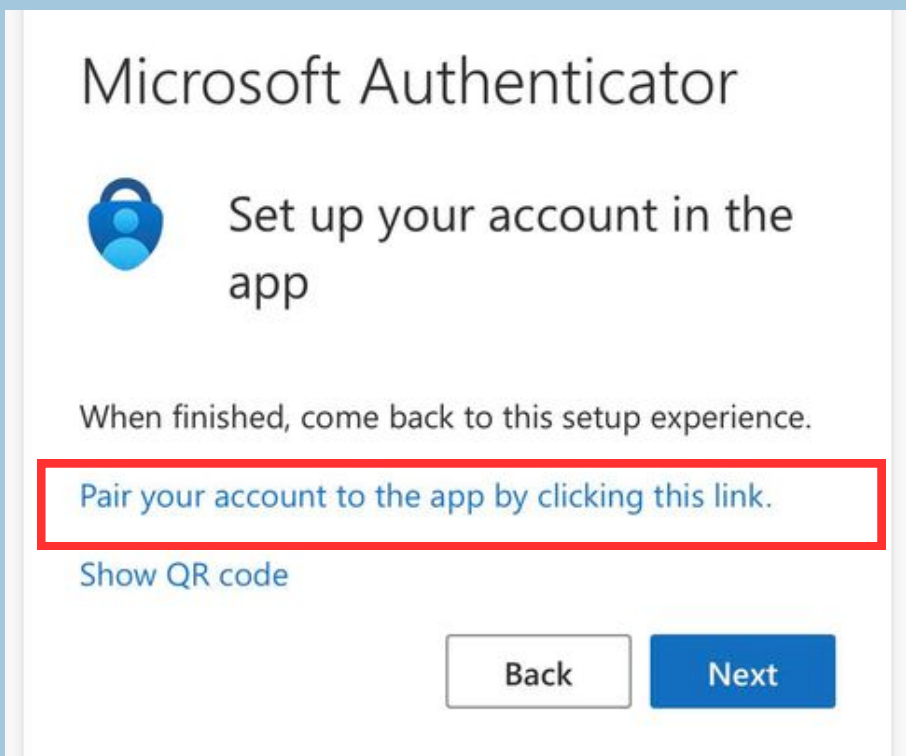 Microsoft Authenticator
Set up your account in the
app
When finished, come back to this setup experience.
Pair your account to the app by clicking this link.
Show QR code
Back
Next